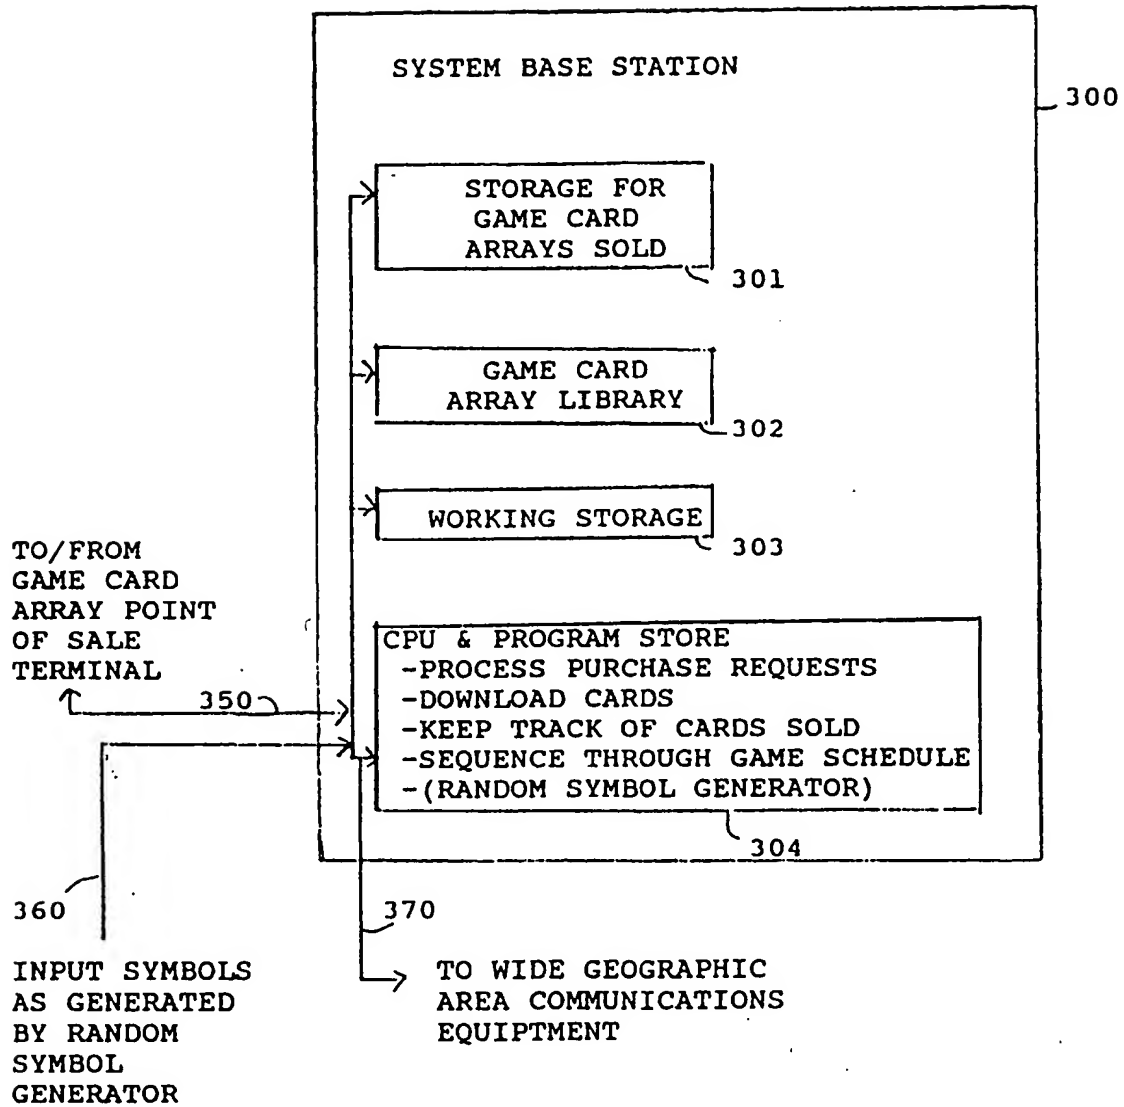 SYSTEM BASE STATION
300
STORAGE FOR
GAME CARD
ARRAYS SOLD
301
GAME CARD
ARRAY LIBRARY
302
WORKING STORAGE
303
TO/FROM
GAME CARD
ARRAY POINT
OF SALE
TERMINAL
350
CPU & PROGRAM STORE
-PROCESS PURCHASE REQUESTS
-DOWNLOAD CARDS
-KEEP TRACK OF CARDS SOLD
-SEQUENCE THROUGH GAME SCHEDULE
-(RANDOM SYMBOL GENERATOR)
304
360
370
INPUT SYMBOLS
AS GENERATED
BY RANDOM
SYMBOL
GENERATOR
TO WIDE GEOGRAPHIC
AREA COMMUNICATIONS
EQUIPTMENT